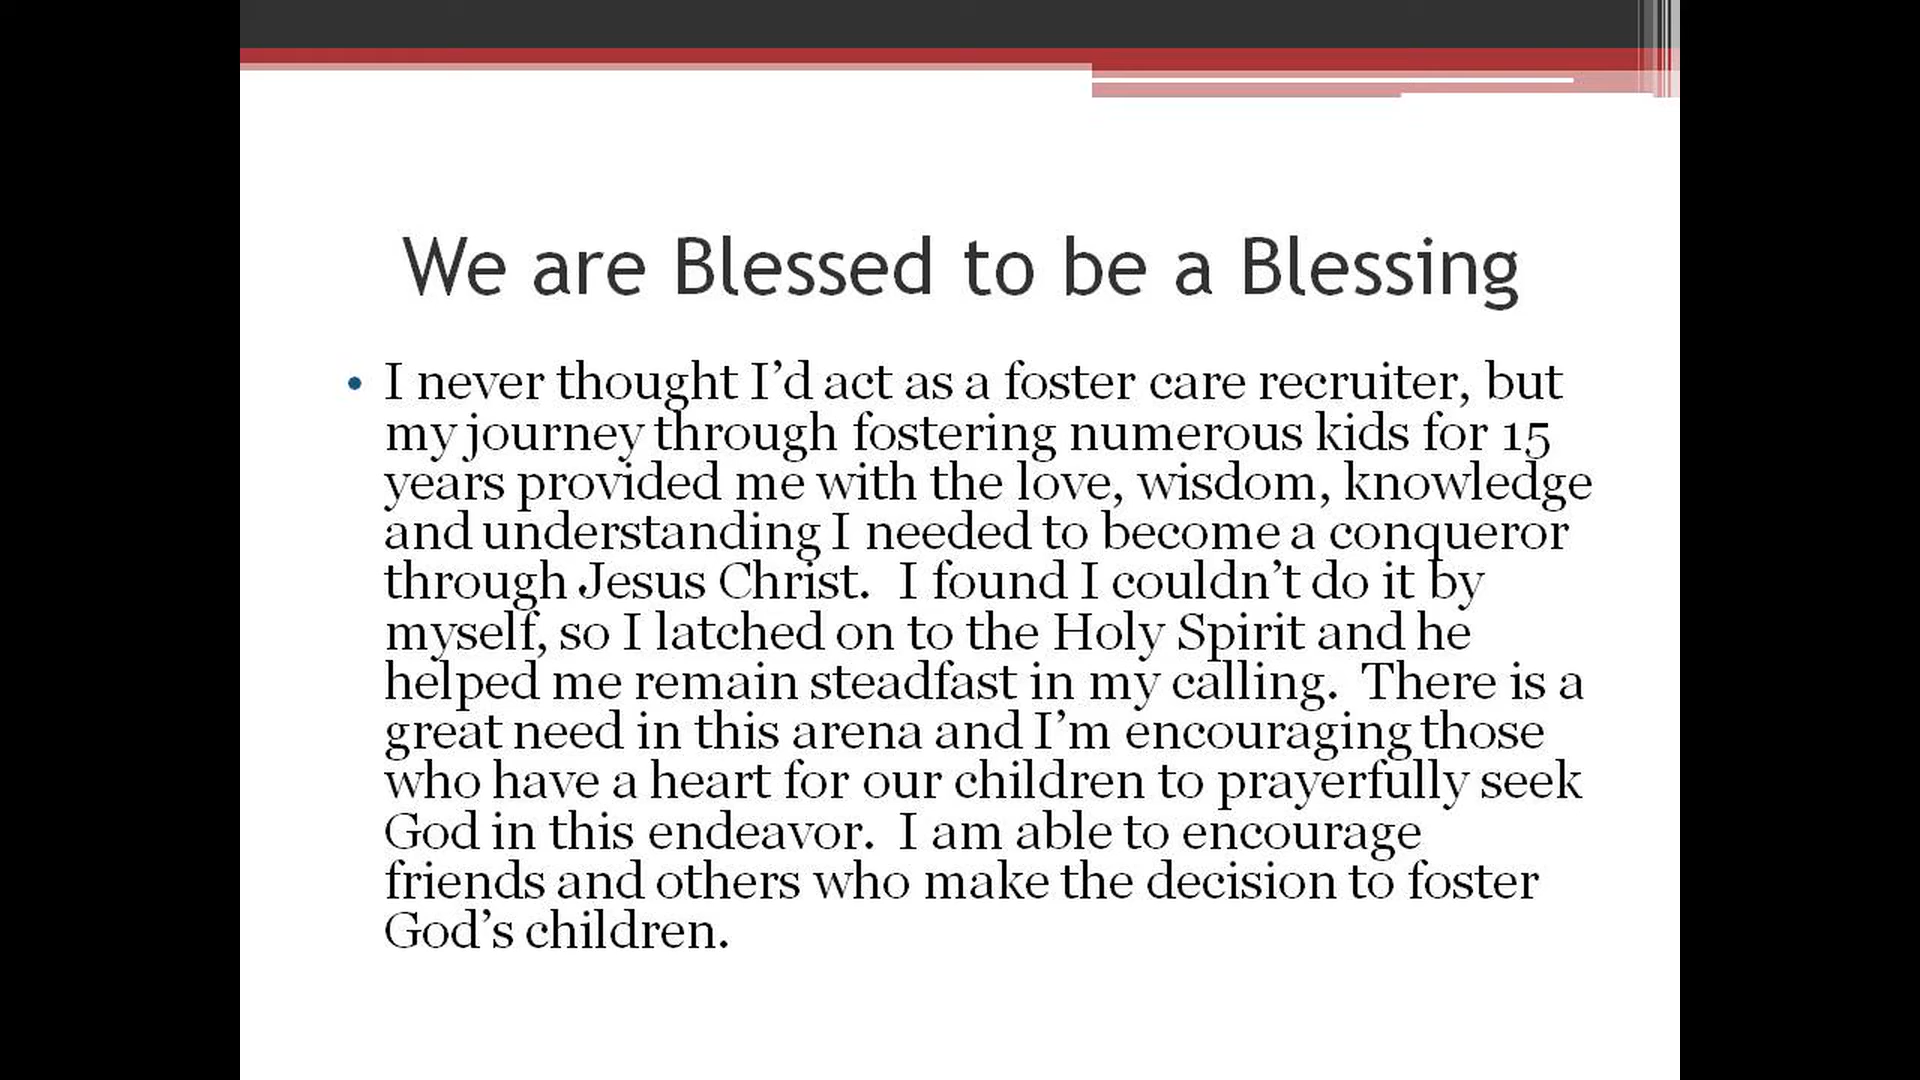 We are Blessed to be a Blessing
• I never thought I’d act as a foster care recruiter, but
my journey through fostering numerous kids for 15
years provided me with the love, wisdom, knowledge
and understanding I needed to become a conqueror
through Jesus Christ.  I found I couldn’t do it by
myself, so I latched on to the Holy Spirit and he
helped me remain steadfast in my calling.  There is a
great need in this arena and I’m encouraging those
who have a heart for our children to prayerfully seek
God in this endeavor.  I am able to encourage
friends and others who make the decision to foster
God’s children.